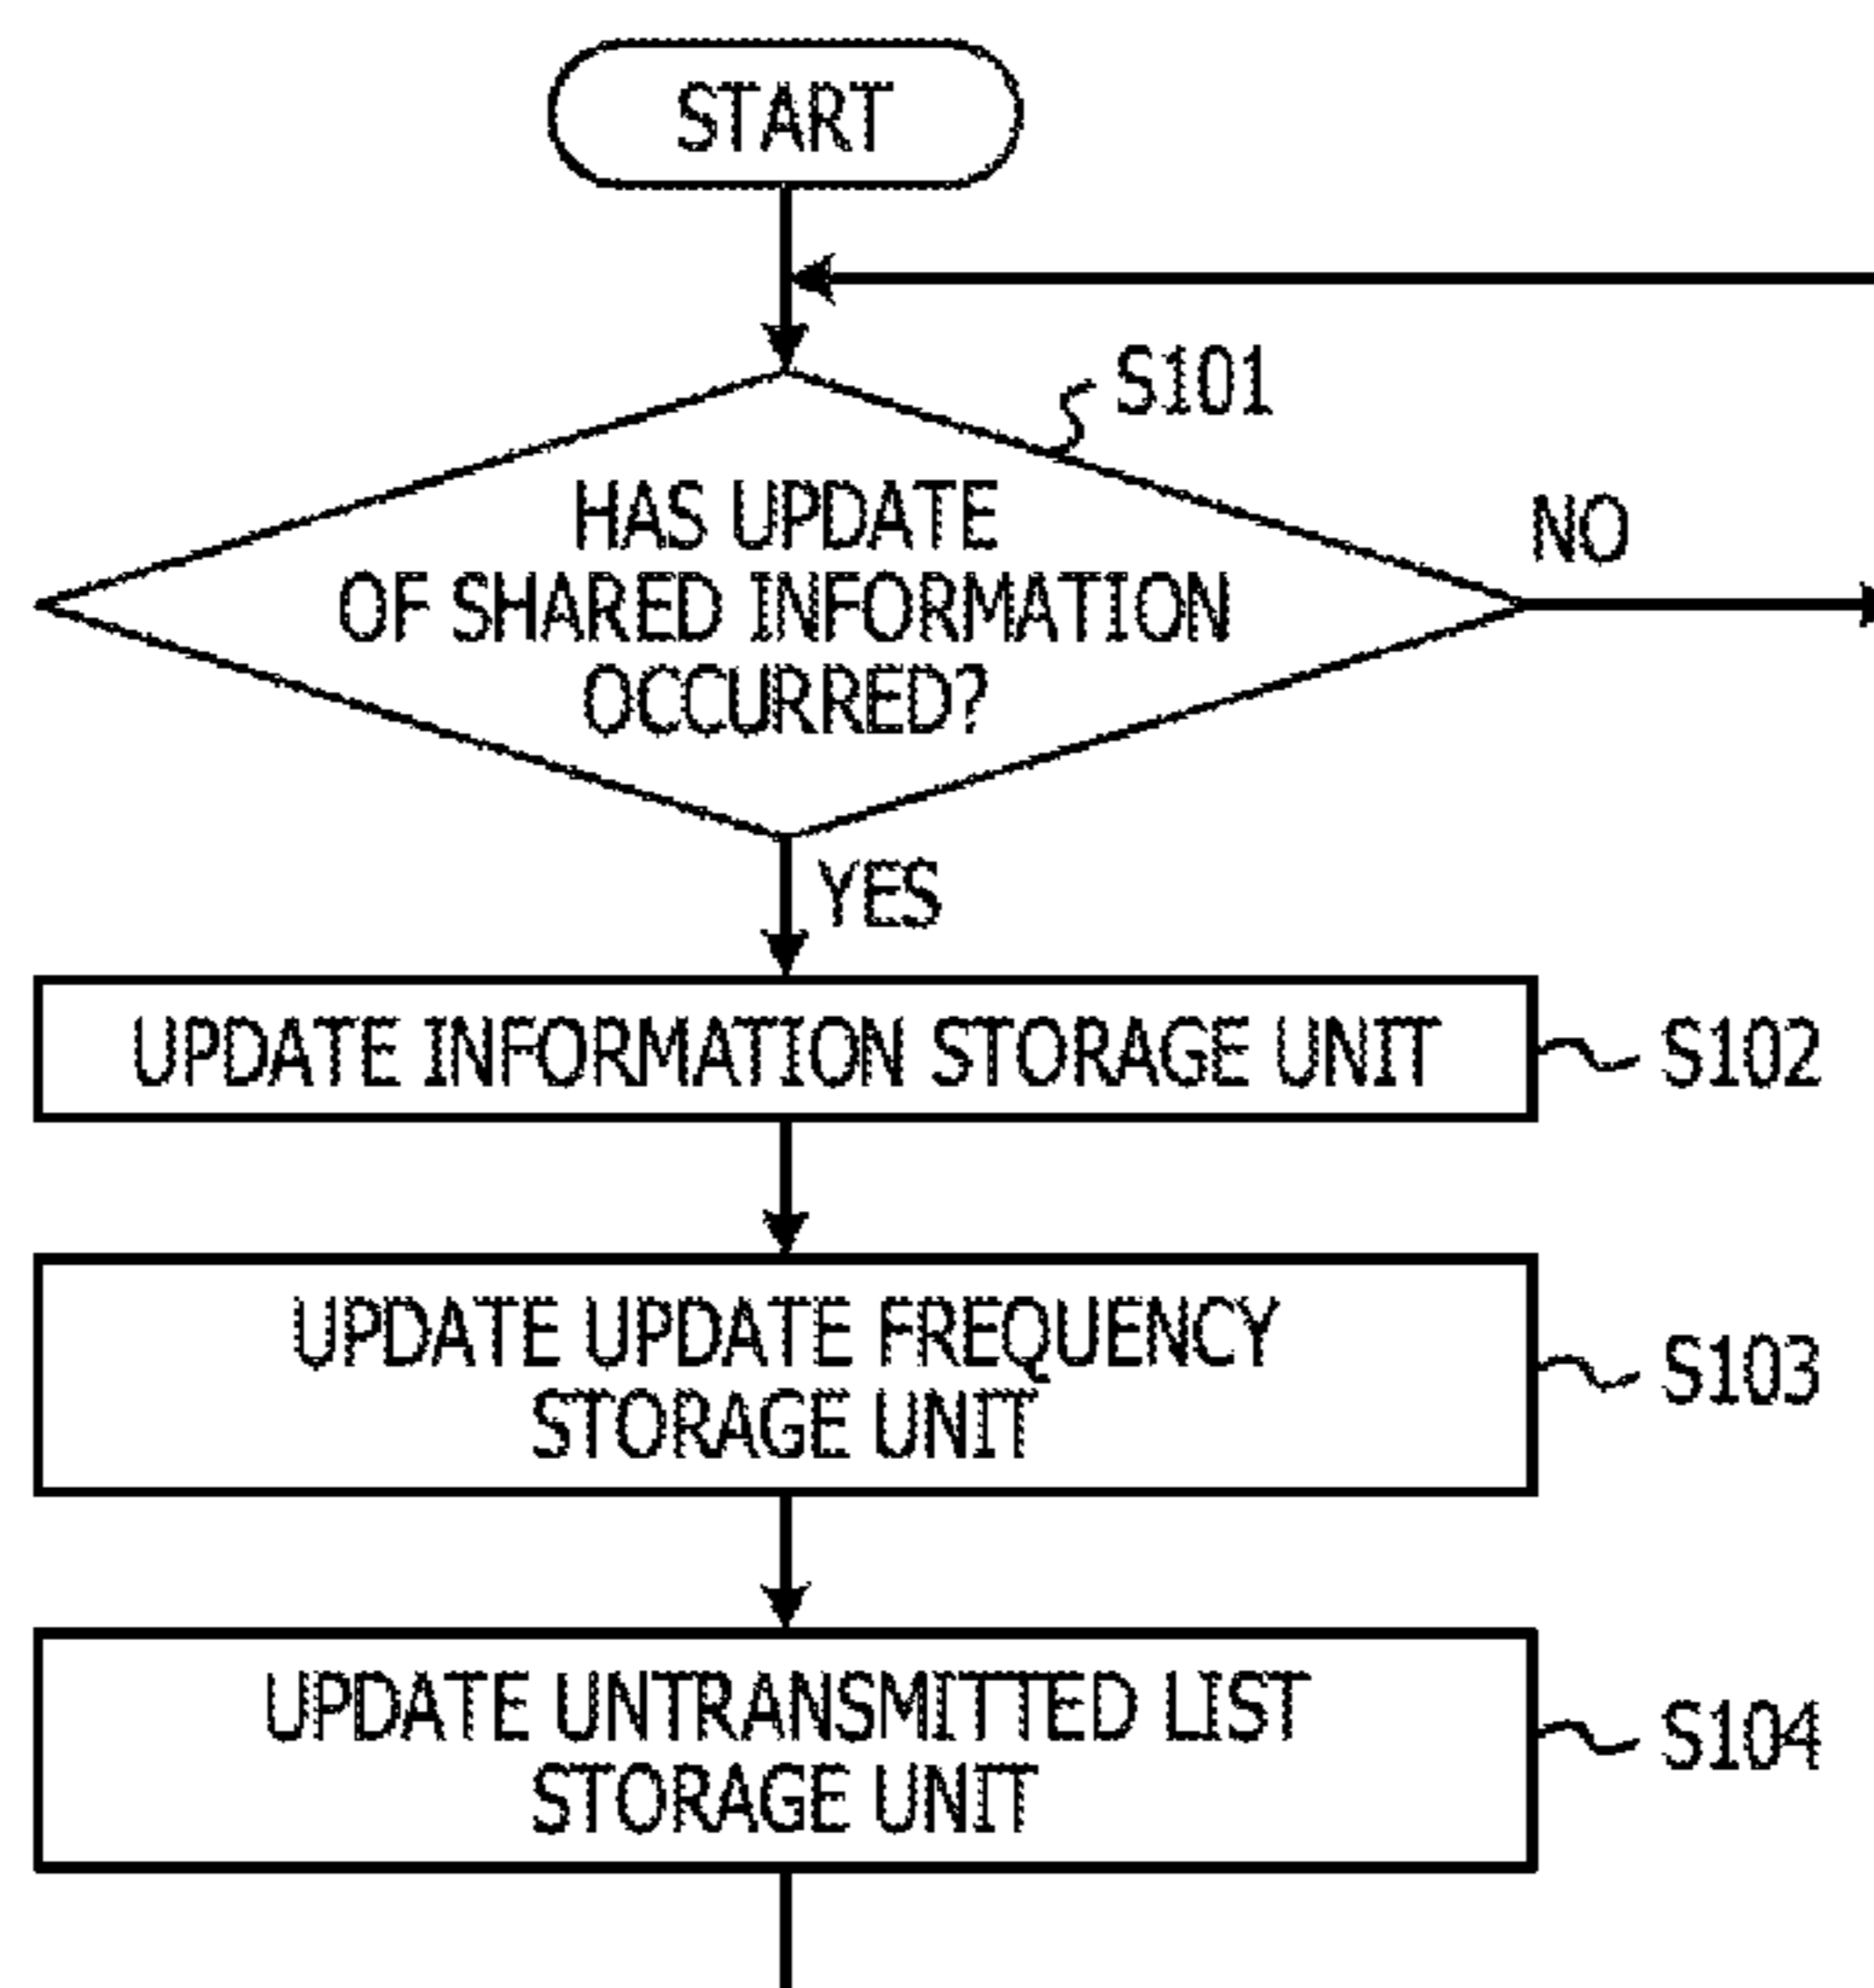 START
S101
HAS UPDATE
OF SHARED INFORMATION
OCCURRED?
NO
YES
UPDATE INFORMATION STORAGE UNIT
S102
UPDATE UPDATE FREQUENCY
STORAGE UNIT
S103
UPDATE UNTRANSMITTED LIST
STORAGE UNIT
S104